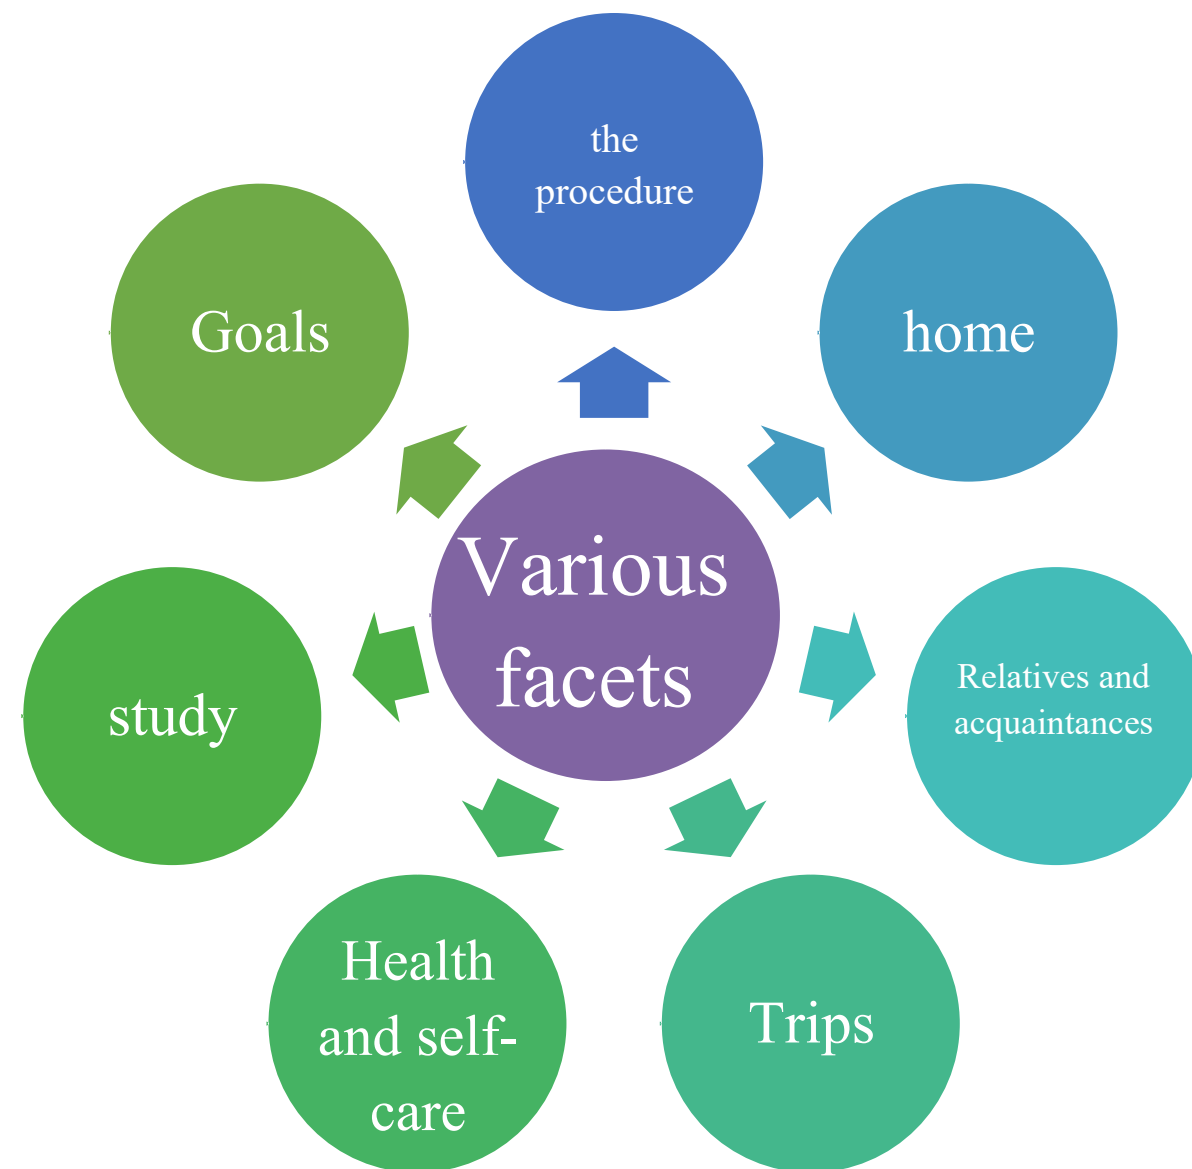 the
procedure
Goals
home
Various
facets
Relatives and
acquaintances
study
Health
and self-
care
Trips